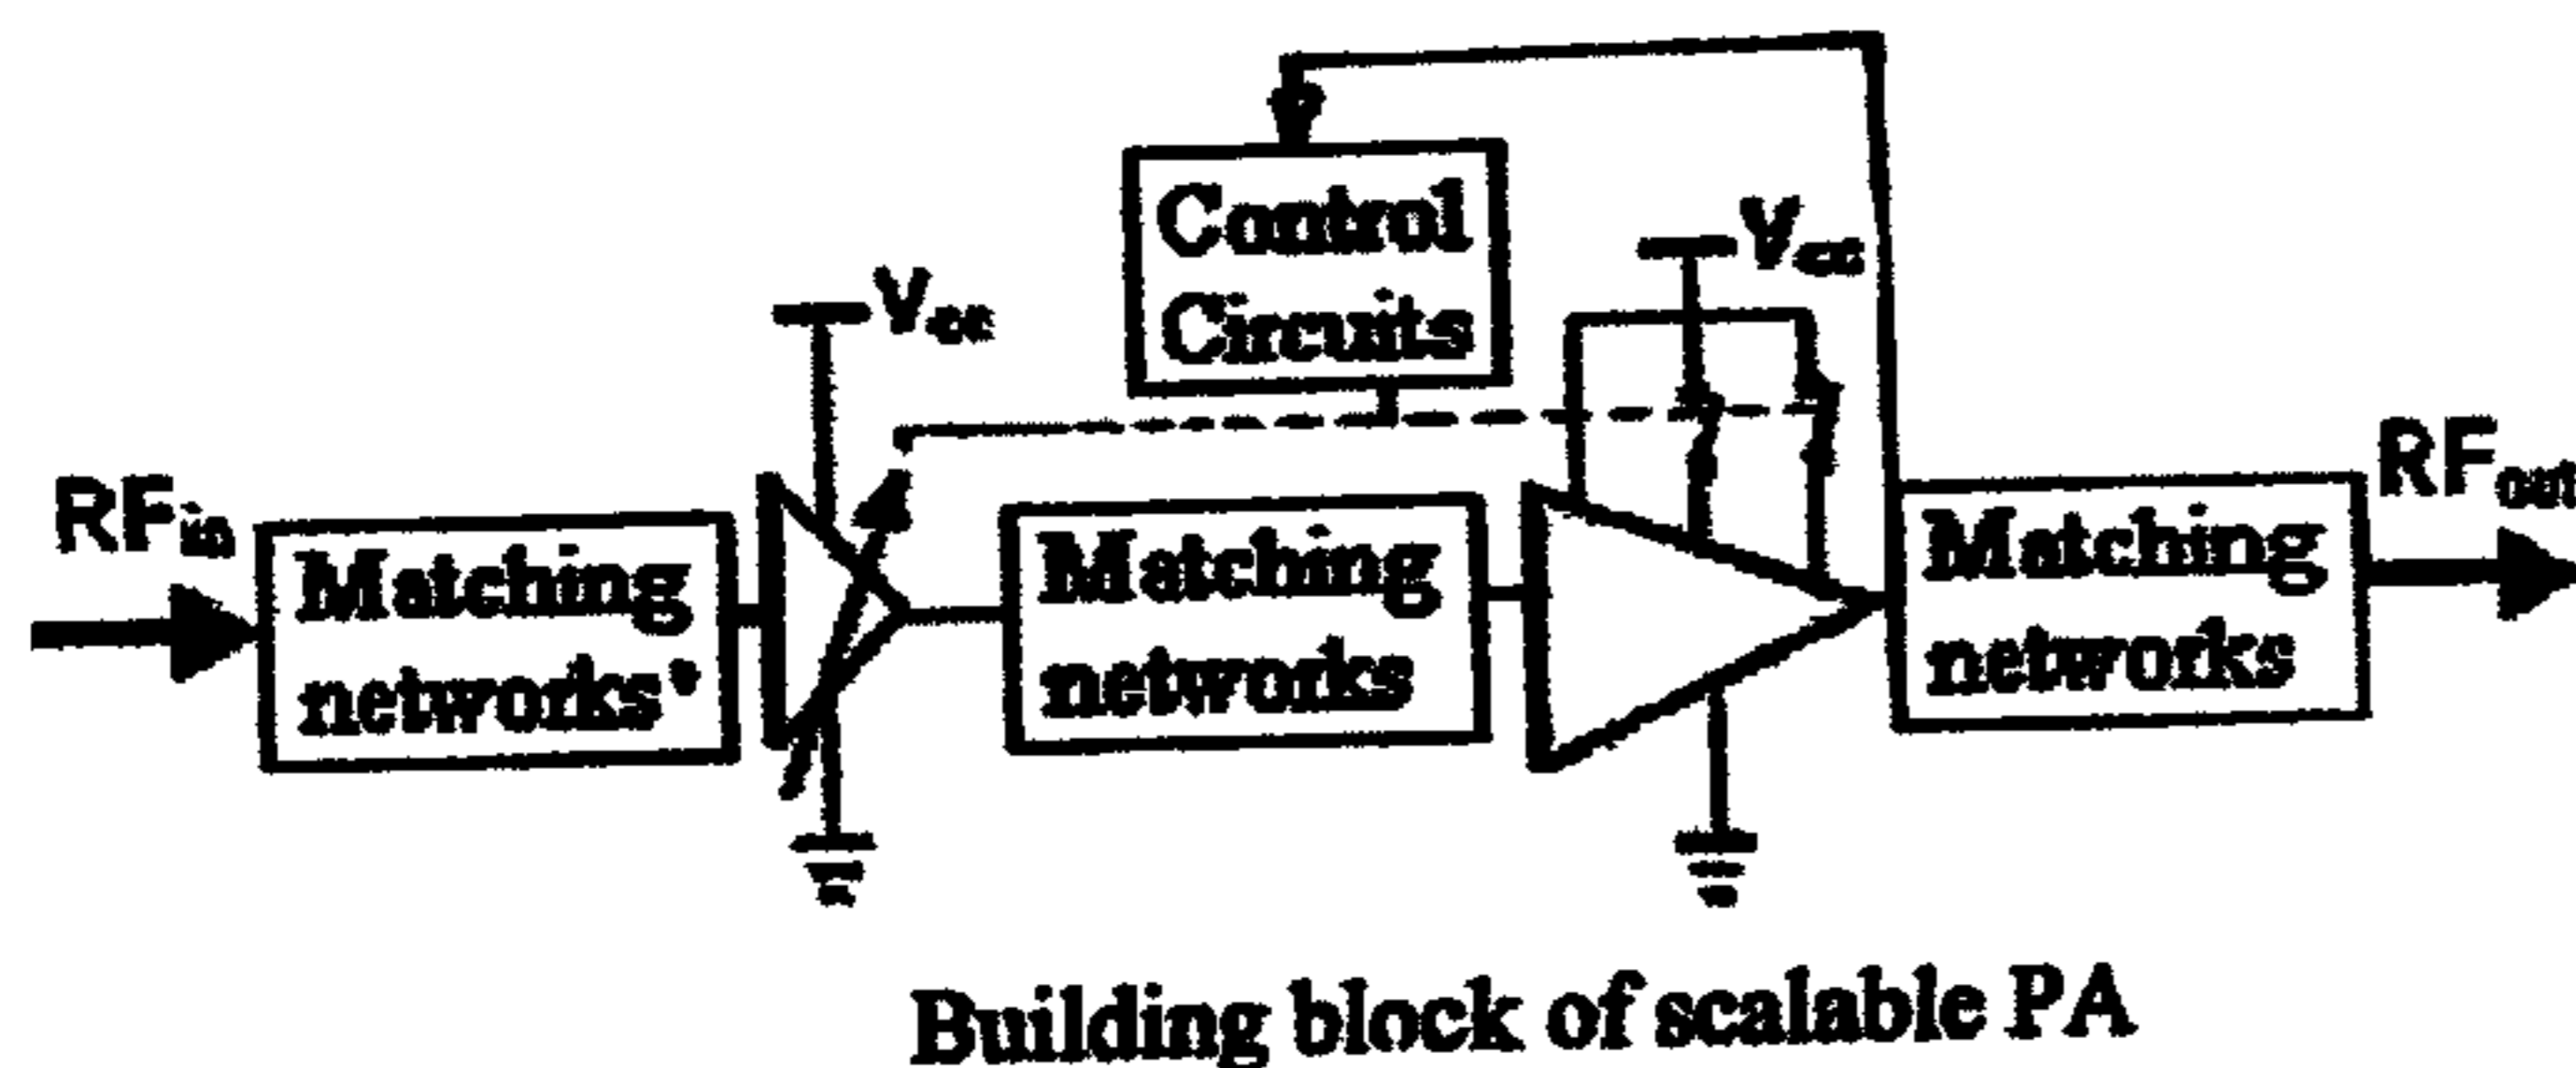 Control
Circuits
Vcc
Vcc
RFin
Matching
networks'
Matching
networks
Matching
networks
RFout
Building block of scalable PA